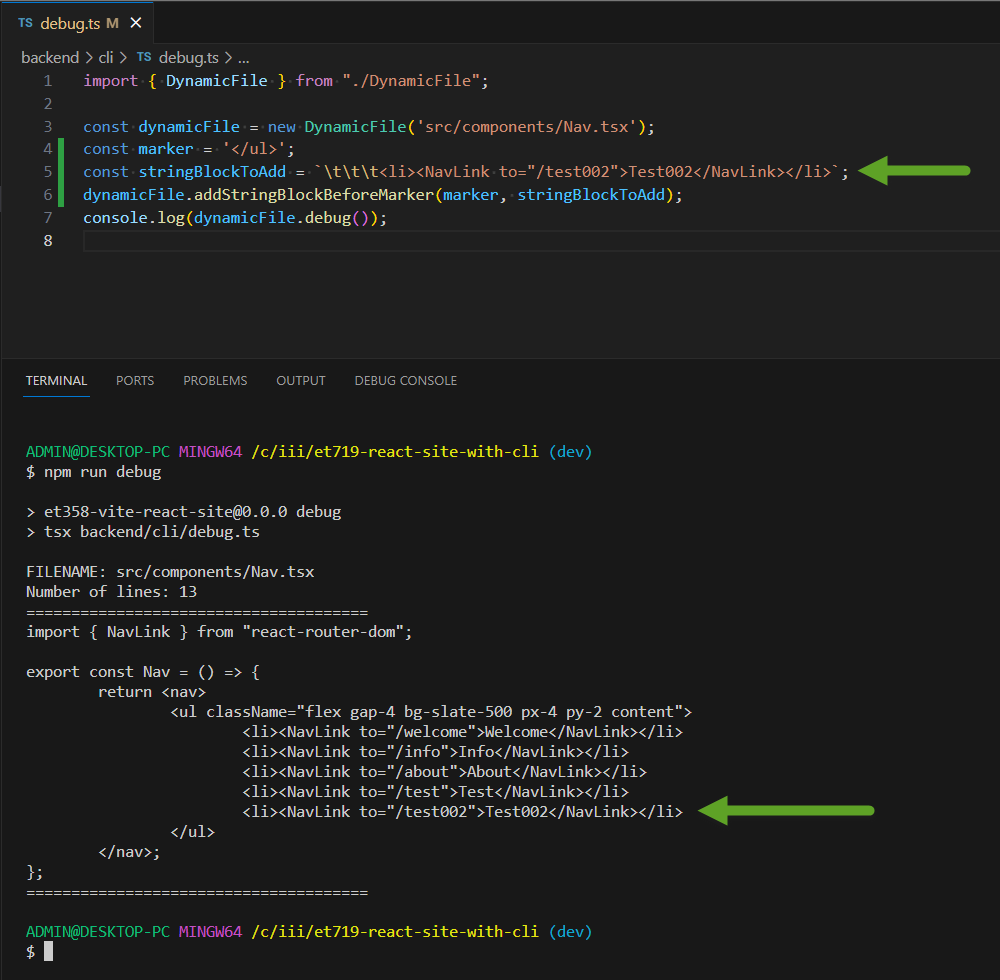 TS debug.ts M ✕
backend > cli > TS debug.ts > ...
1 import { DynamicFile } from "./DynamicFile";
2
3 const dynamicFile = new DynamicFile('src/components/Nav.tsx');
4 const marker = '</ul>';
5 const stringBlockToAdd = `\t\t\t<li><NavLink to="/test002">Test002</NavLink></li>`;
6 dynamicFile.addStringBlockBeforeMarker(marker, stringBlockToAdd);
7 console.log(dynamicFile.debug());
8
TERMINAL PORTS PROBLEMS OUTPUT DEBUG CONSOLE
ADMIN@DESKTOP-PC MINGW64 /c/iii/et719-react-site-with-cli (dev)
$ npm run debug
> et358-vite-react-site@0.0.0 debug
> tsx backend/cli/debug.ts
FILENAME: src/components/Nav.tsx
Number of lines: 13
======================================
import { NavLink } from "react-router-dom";
export const Nav = () => {
return <nav>
<ul className="flex gap-4 bg-slate-500 px-4 py-2 content">
<li><NavLink to="/welcome">Welcome</NavLink></li>
<li><NavLink to="/info">Info</NavLink></li>
<li><NavLink to="/about">About</NavLink></li>
<li><NavLink to="/test">Test</NavLink></li>
<li><NavLink to="/test002">Test002</NavLink></li>
</ul>
</nav>;
};
======================================
ADMIN@DESKTOP-PC MINGW64 /c/iii/et719-react-site-with-cli (dev)
$